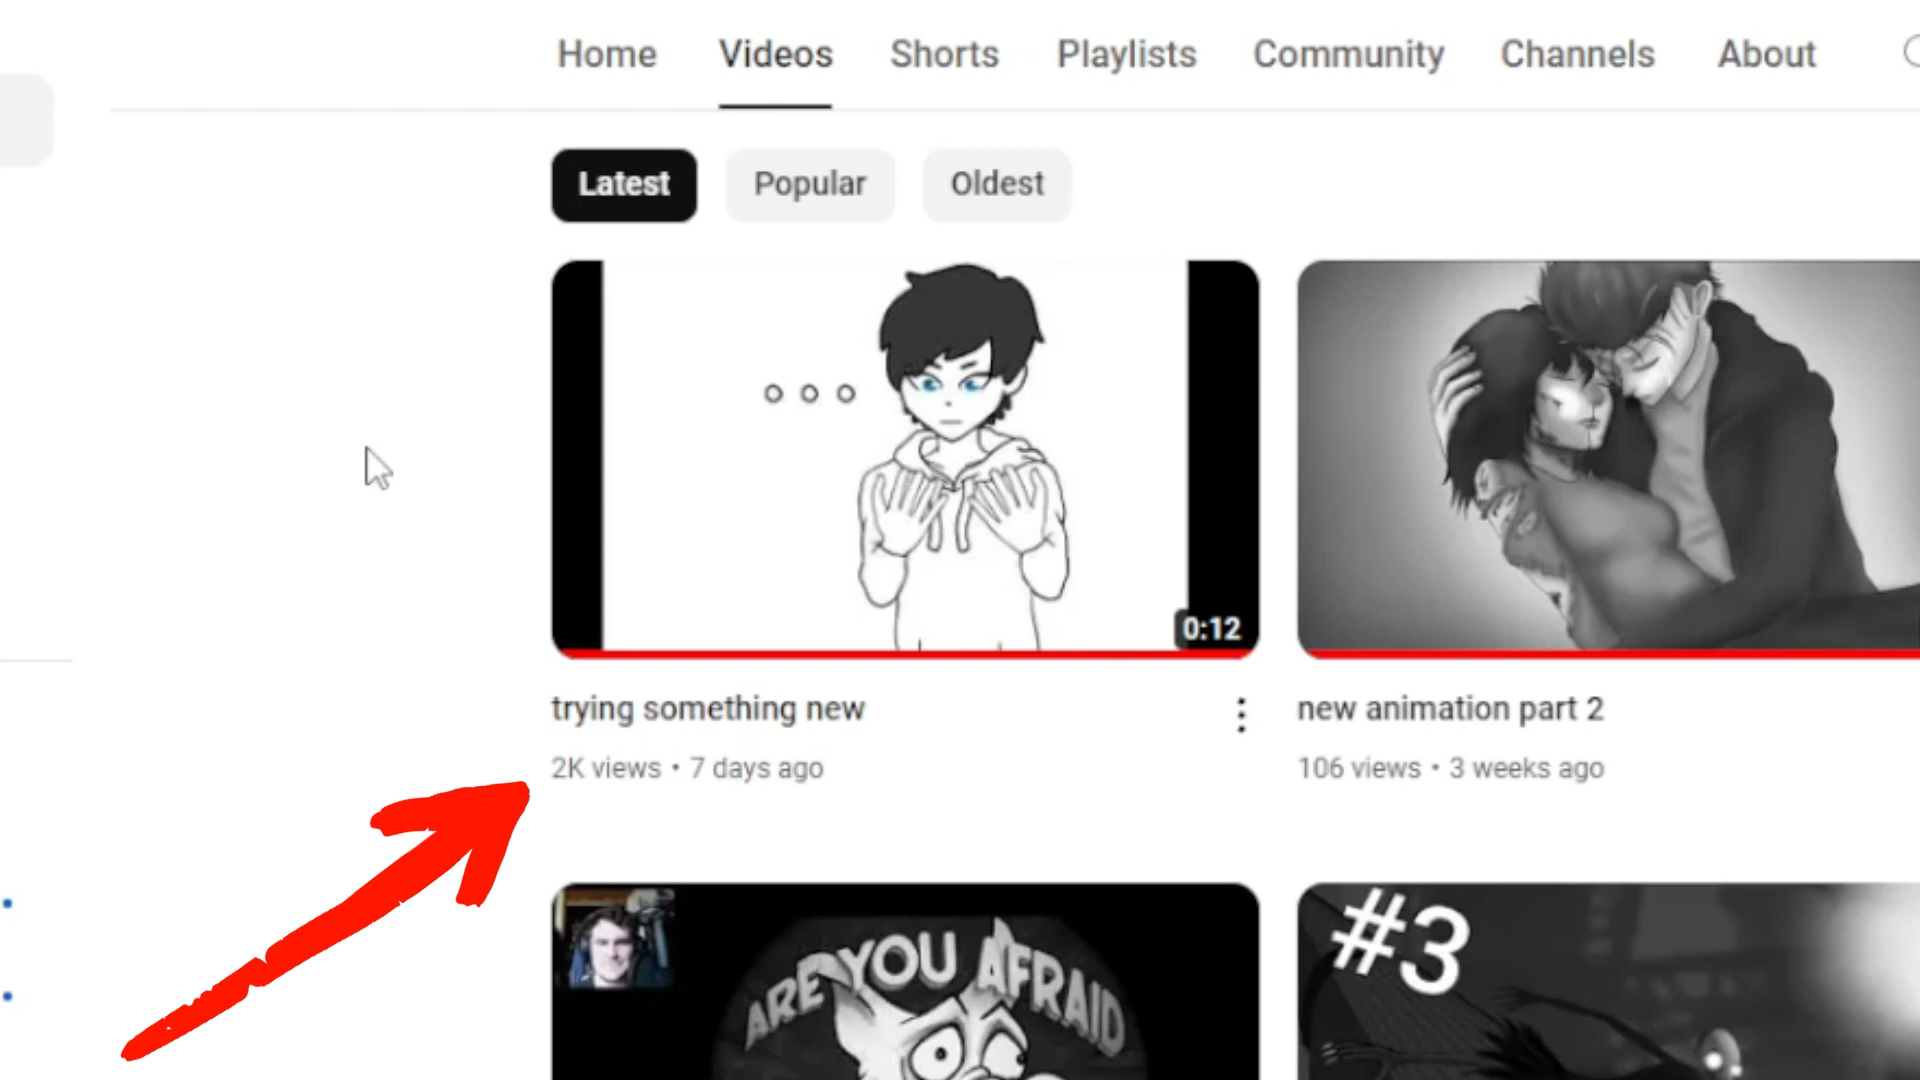 Home Videos Shorts Playlists Community Channels About
Latest Popular Oldest
0:12
trying something new
2K views • 7 days ago
new animation part 2
106 views • 3 weeks ago
ARE YOU AFRAID
#3